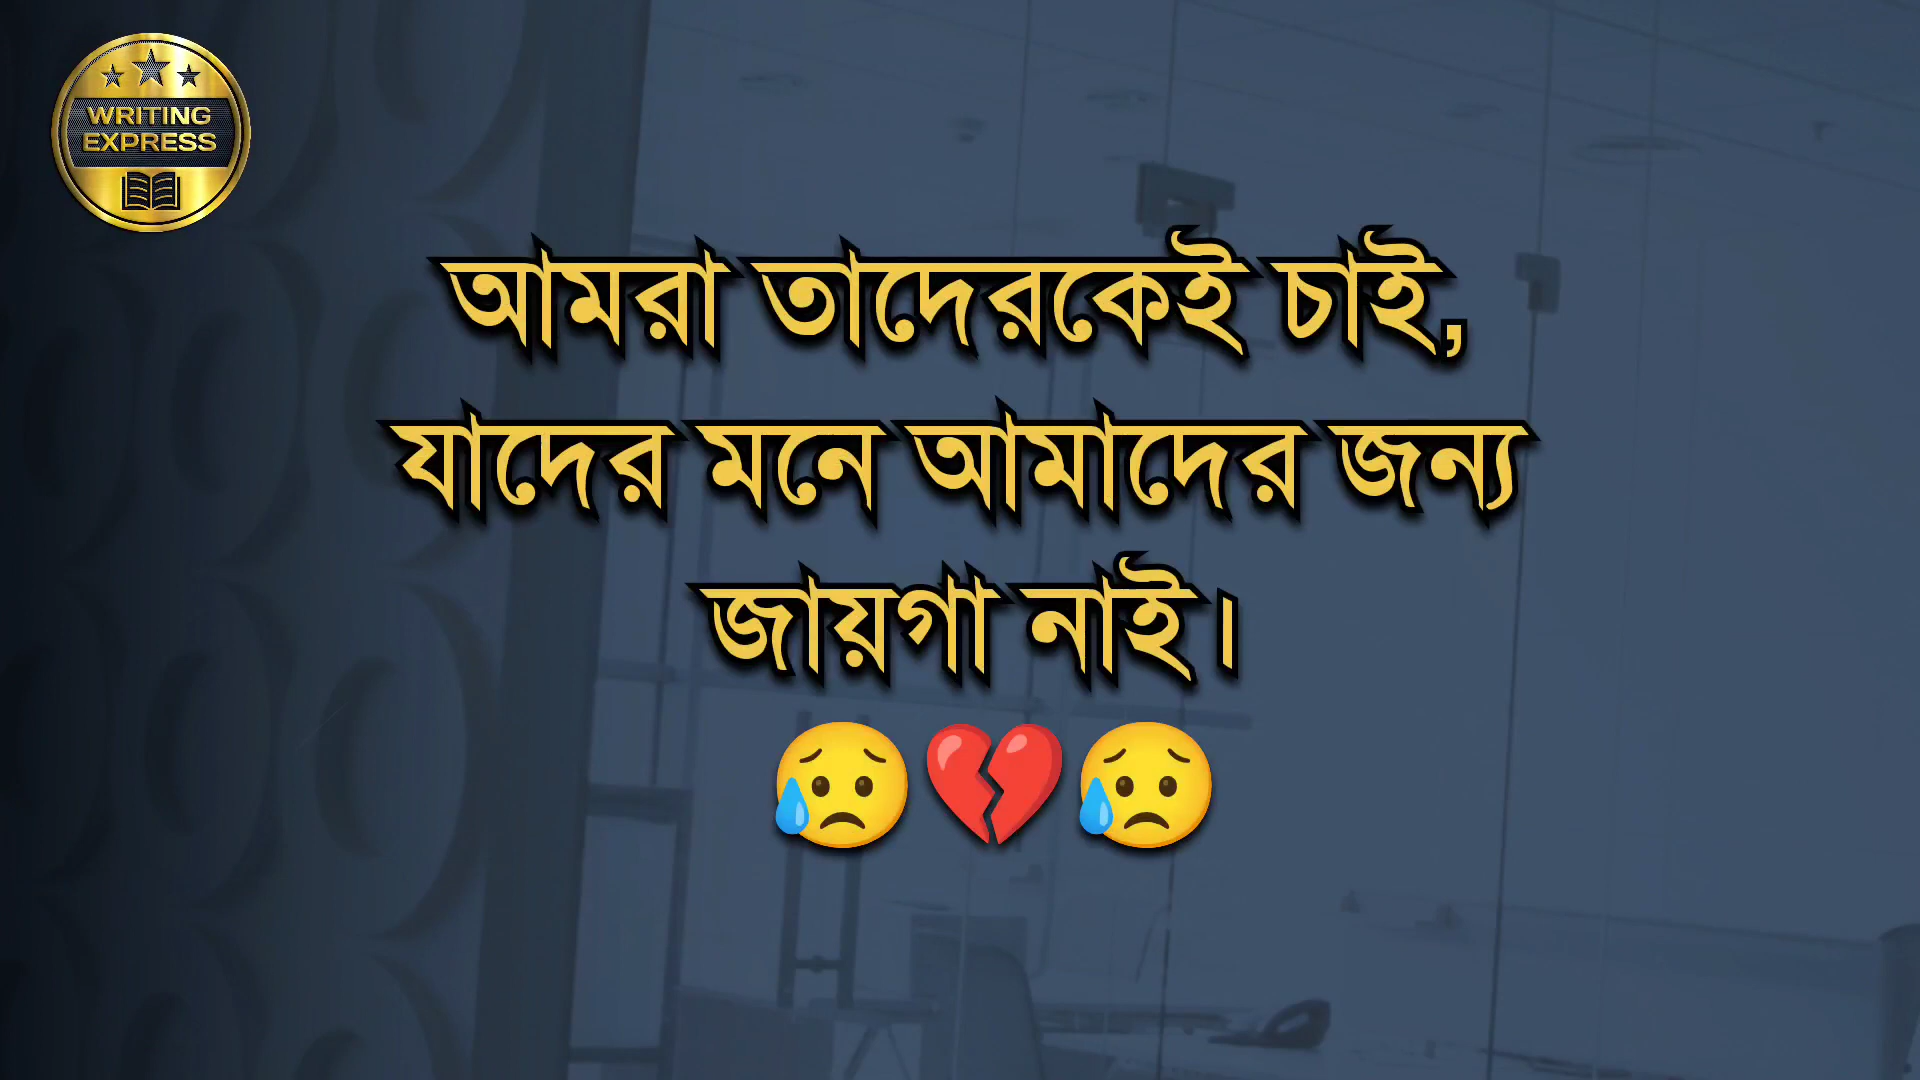 WRITING
EXPRESS
আমরা তাদেরকেই চাই,
যাদের মনে আমাদের জন্য
জায়গা নাই।
😥💔😥